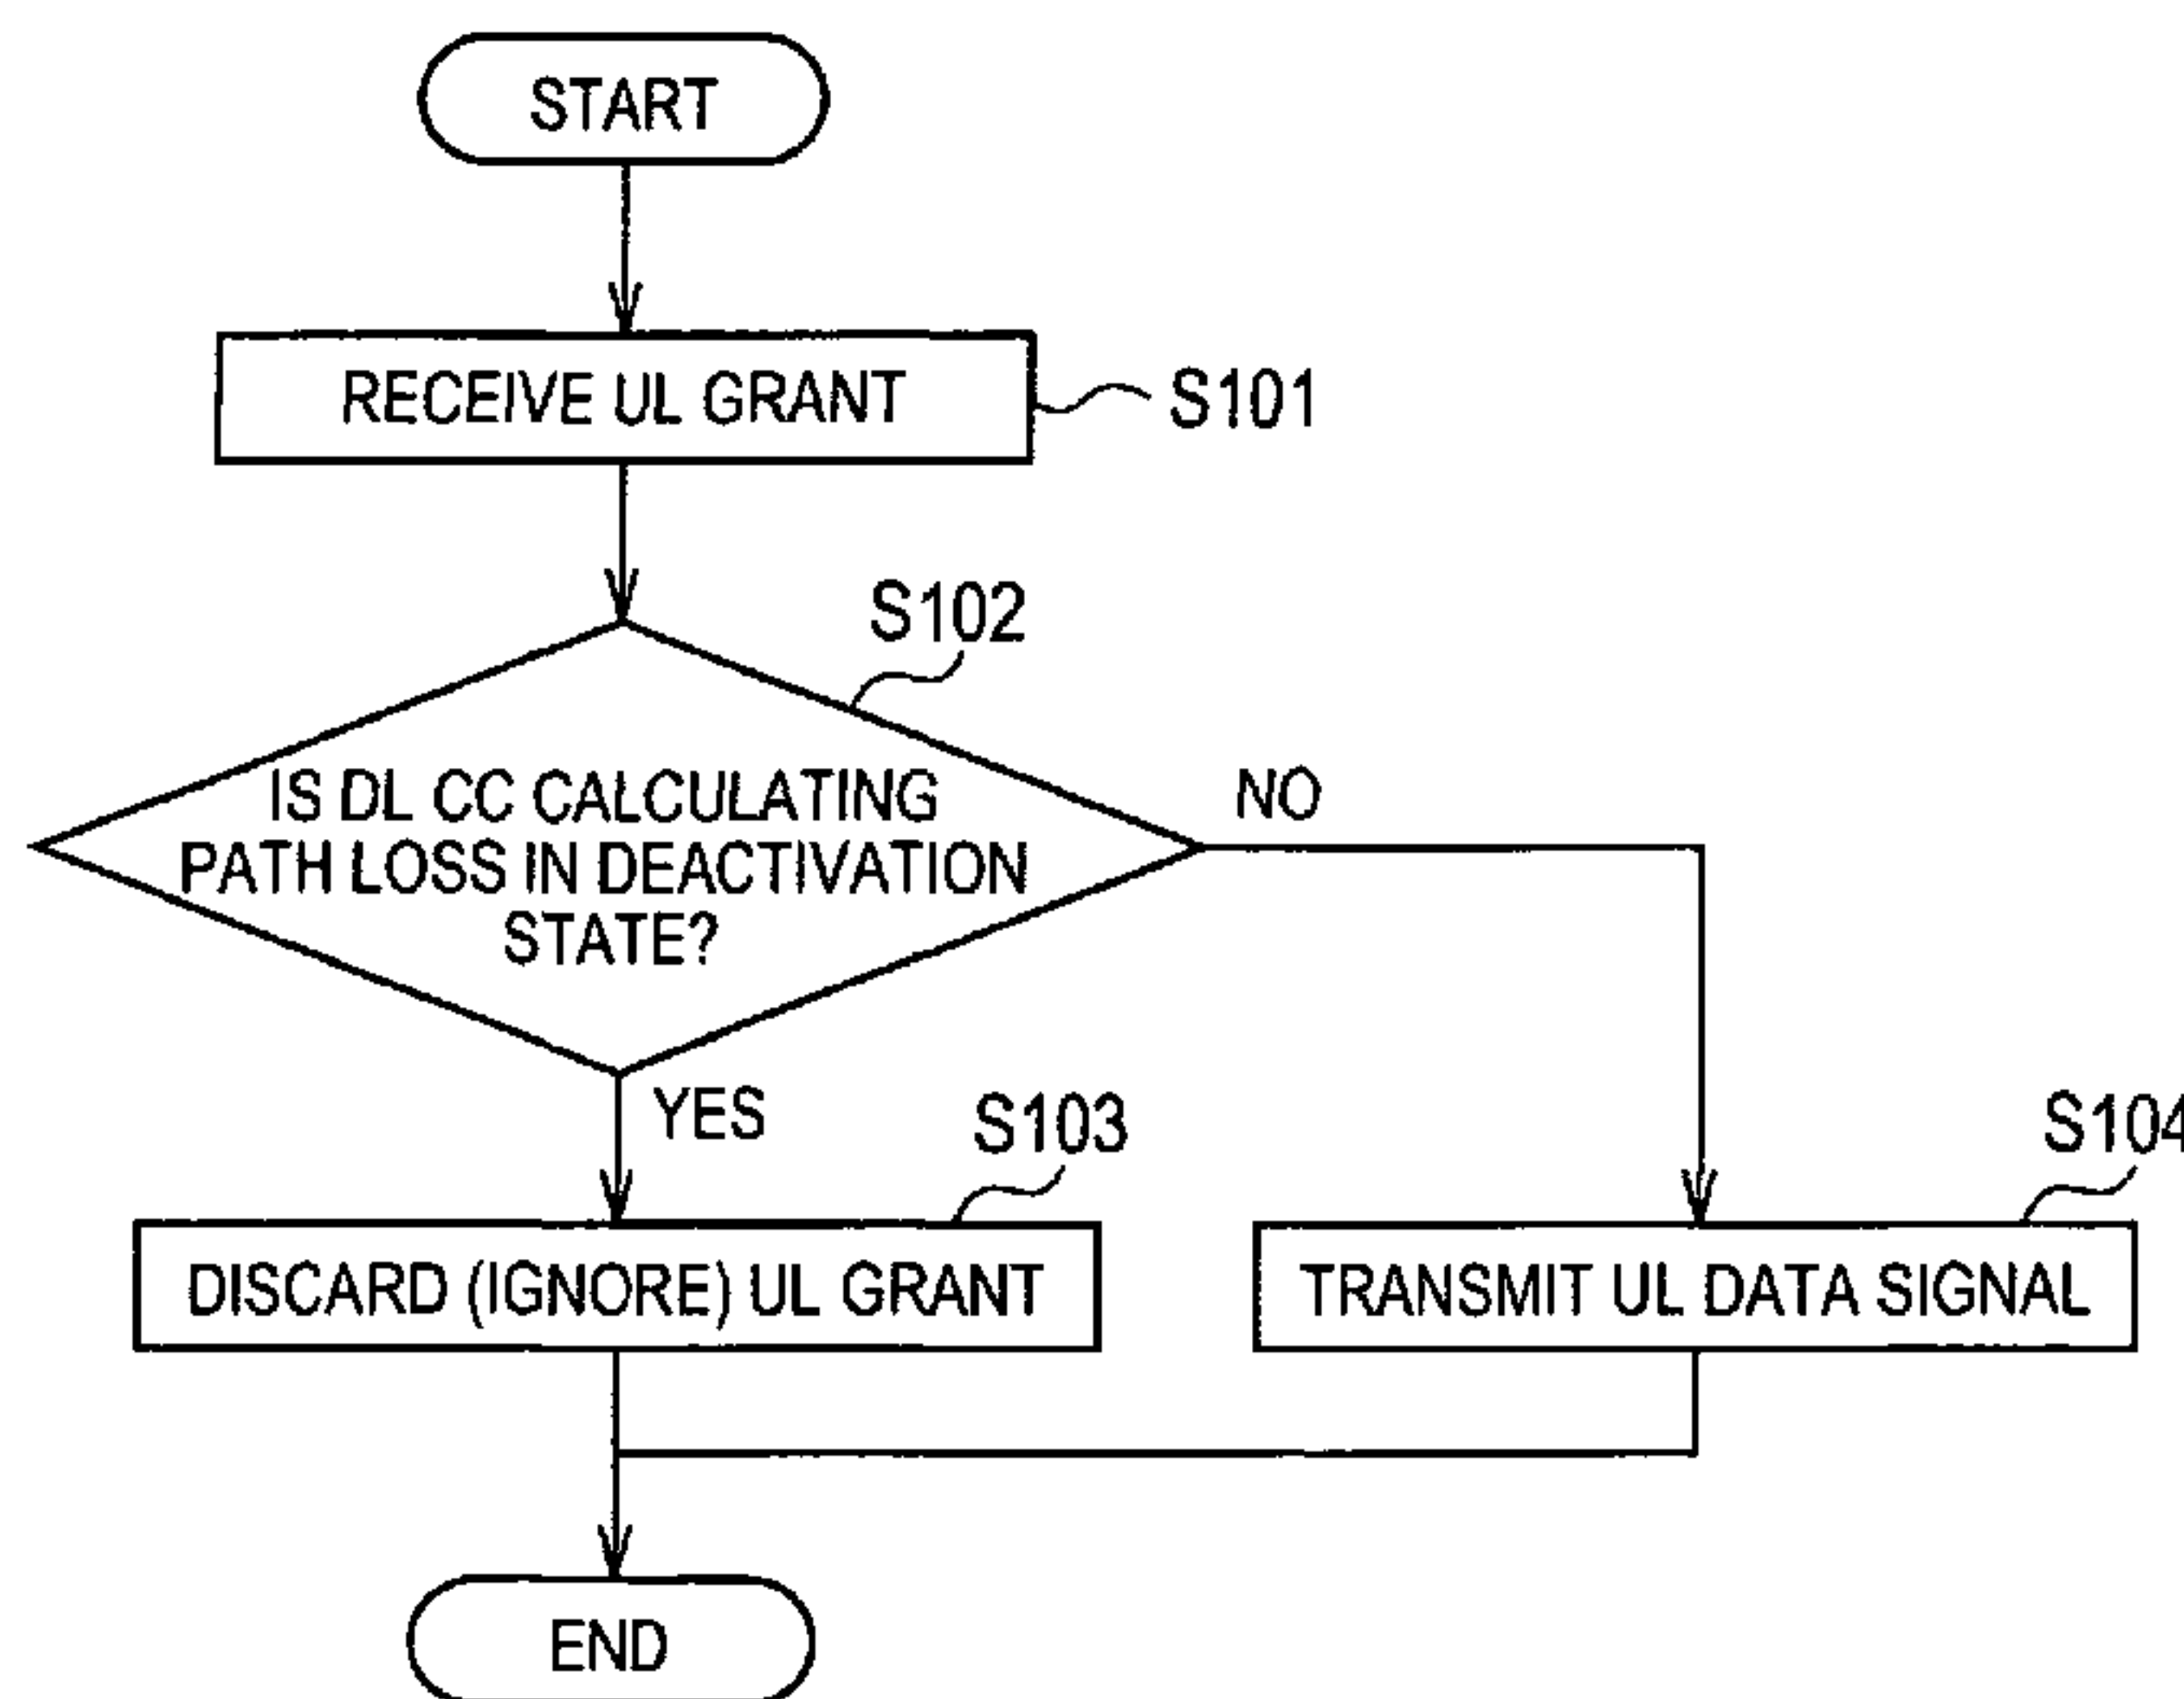 START
RECEIVE UL GRANT
S101
S102
IS DL CC CALCULATING
PATH LOSS IN DEACTIVATION
STATE?
NO
YES
S103
S104
DISCARD (IGNORE) UL GRANT
TRANSMIT UL DATA SIGNAL
END